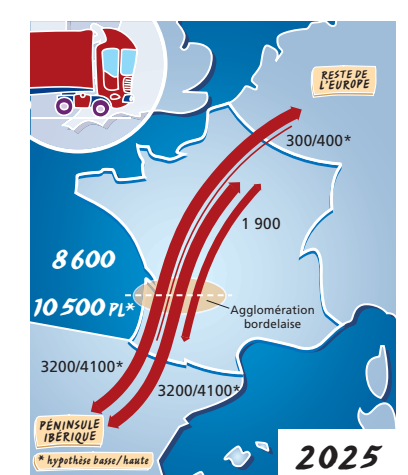 RESTE DE
L'EUROPE
300/400*
1 900
8 600
10 500 PL*
Agglomération
bordelaise
3200/4100*
3200/4100*
PÉNINSULE
IBÉRIQUE
* hypothèse basse/haute
2025